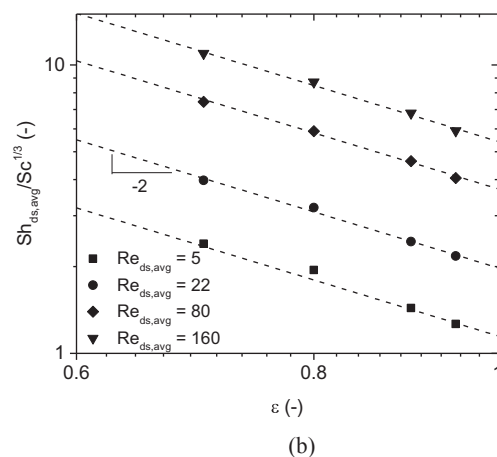 10
Sh_ds,avg/Sc^1/3 (-)
-2
Re_ds,avg = 5
Re_ds,avg = 22
Re_ds,avg = 80
Re_ds,avg = 160
1
0.6
0.8
1
ε (-)
(b)